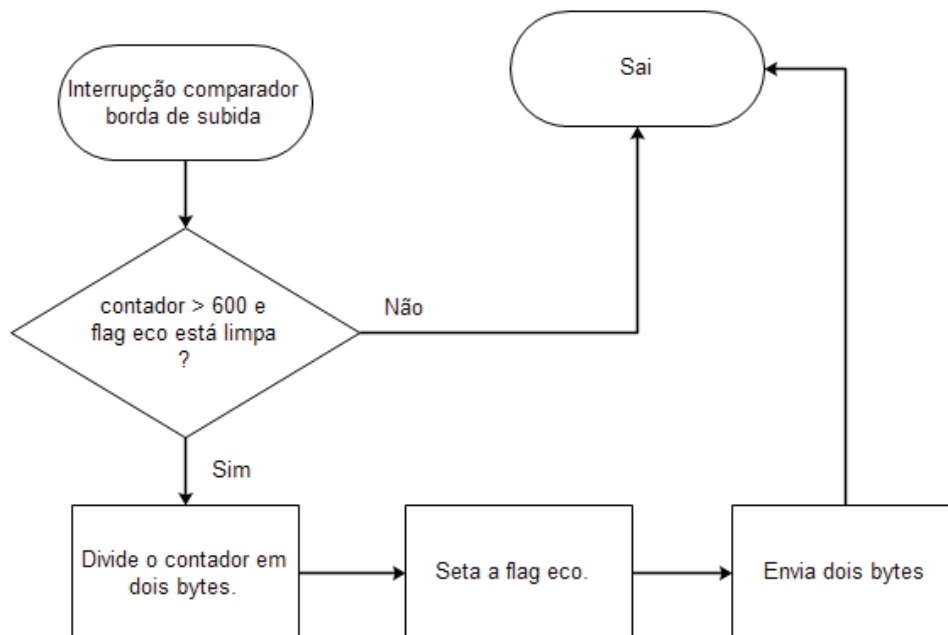 Interrupção comparador
borda de subida
Sai
contador > 600 e
flag eco está limpa
?
Não
Sim
Divide o contador em
dois bytes.
Seta a flag eco.
Envia dois bytes